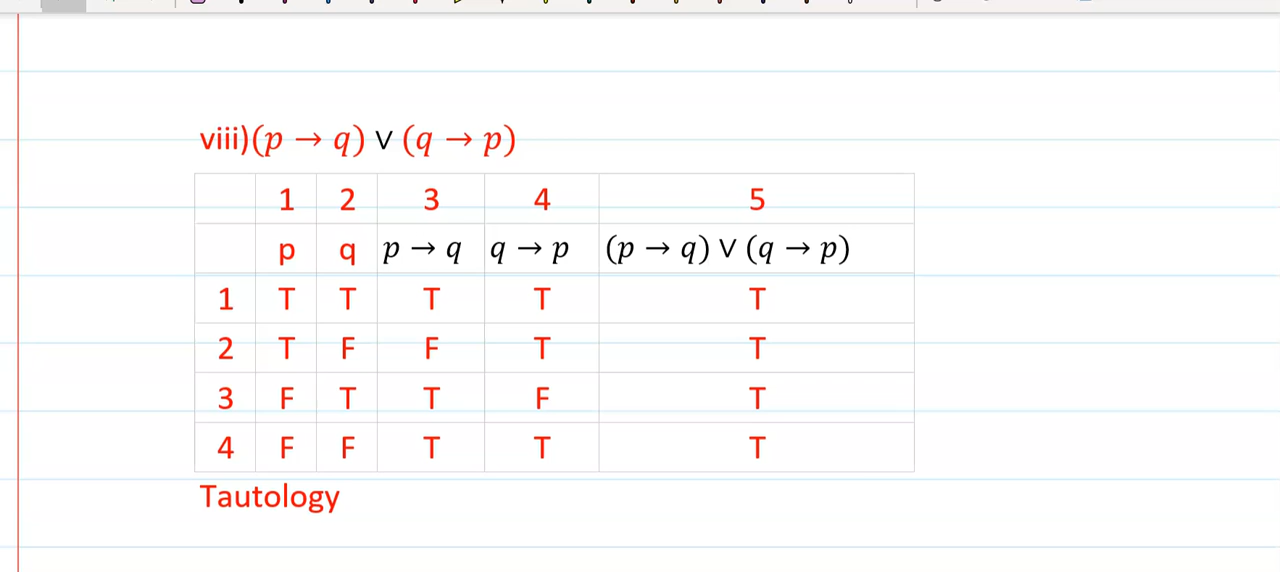 viii)(p → q) ∨ (q → p)
1 2 3 4 5
p q p → q q → p (p → q) ∨ (q → p)
1 T T T T T
2 T F F T T
3 F T T F T
4 F F T T T
Tautology